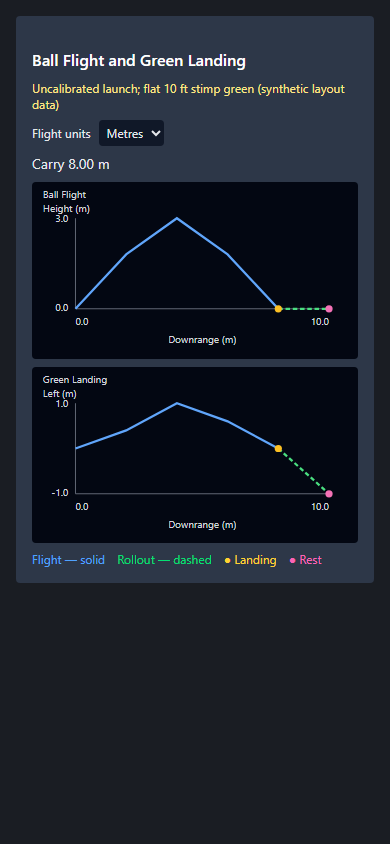 Ball Flight and Green Landing
Uncalibrated launch; flat 10 ft stimp green (synthetic layout
data)
Flight units Metres
Carry 8.00 m
Ball Flight
Height (m)
3.0
0.0
0.0 10.0
Downrange (m)
Green Landing
Left (m)
1.0
-1.0
0.0 10.0
Downrange (m)
Flight — solid Rollout — dashed ● Landing ● Rest